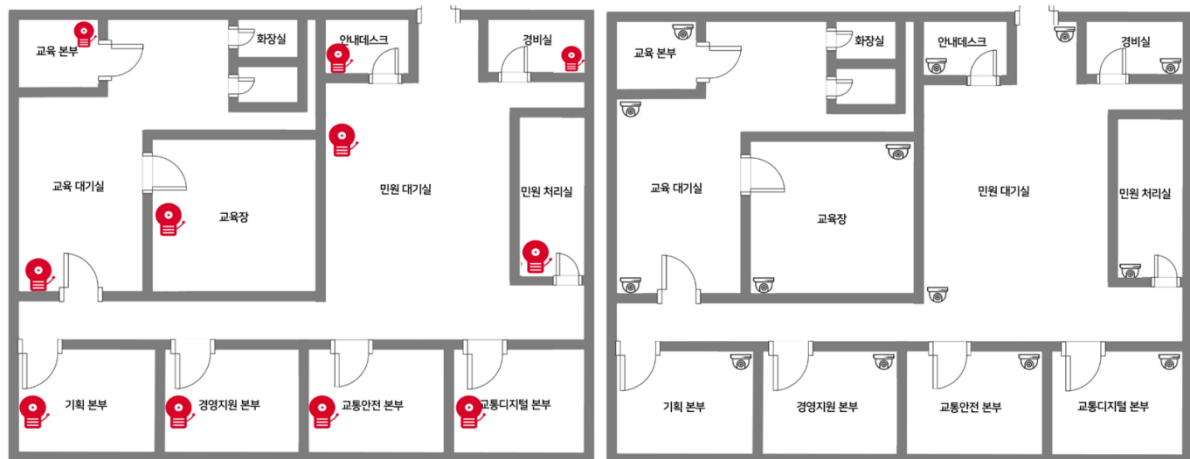 교육 본부
화장실
안내데스크
경비실
교육 대기실
교육장
민원 대기실
민원 처리실
기획 본부
경영지원 본부
교통안전 본부
교통디지털 본부
교육 본부
화장실
안내데스크
경비실
교육 대기실
교육장
민원 대기실
민원 처리실
기획 본부
경영지원 본부
교통안전 본부
교통디지털 본부